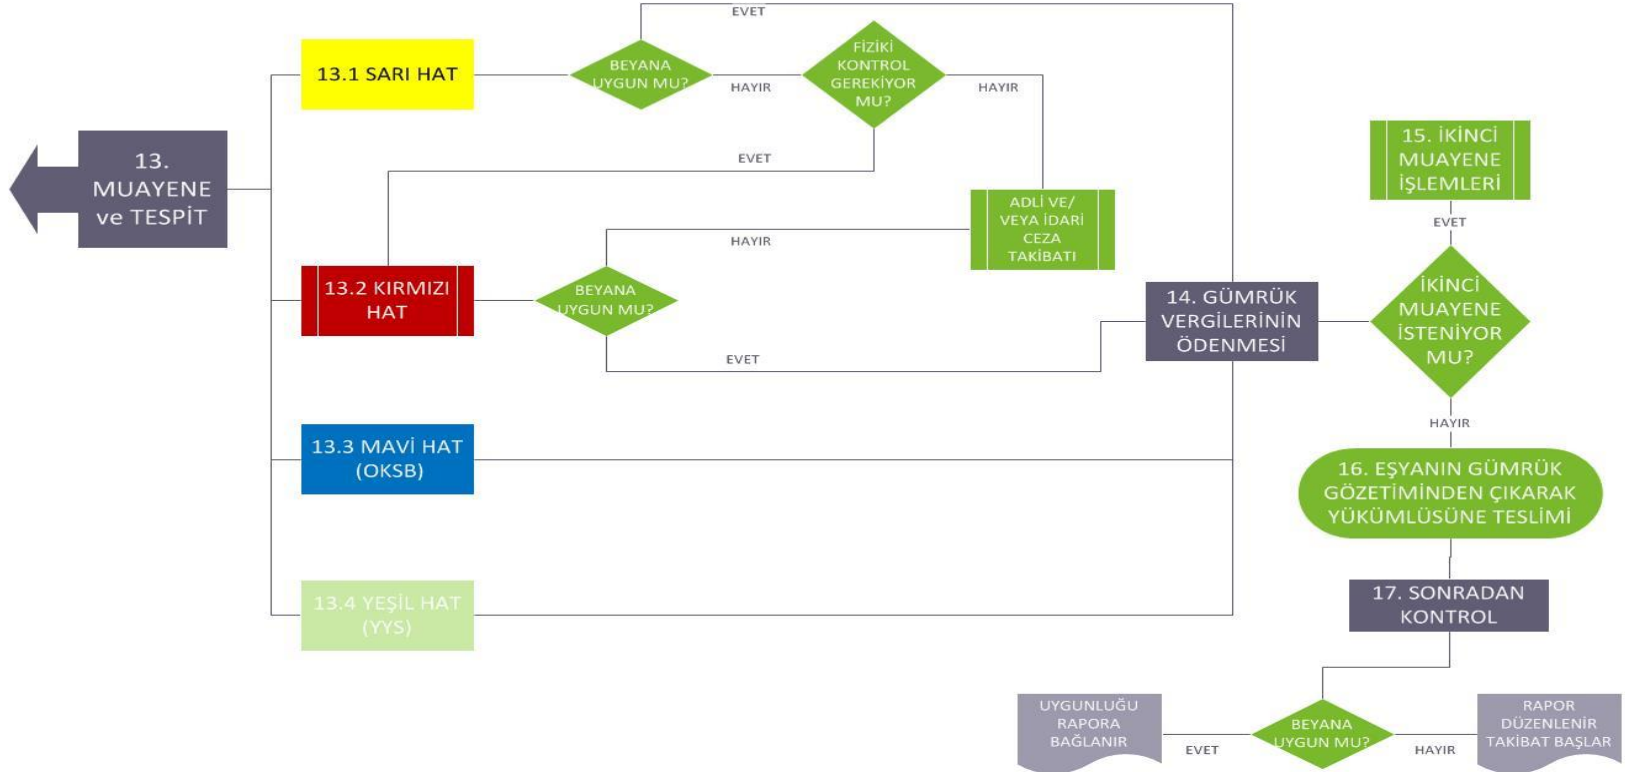 EVET
13.1 SARI HAT
BEYANA
UYGUN MU?
HAYIR
FİZİKİ
KONTROL
GEREKİYOR
MU?
HAYIR
13.
MUAYENE
ve TESPİT
EVET
15. İKİNCİ
MUAYENE
İŞLEMLERİ
ADLİ VE/
VEYA İDARİ
CEZA
TAKİBATI
HAYIR
EVET
13.2 KIRMIZI
HAT
BEYANA
UYGUN MU?
14. GÜMRÜK
VERGİLERİNİN
ÖDENMESİ
İKİNCİ
MUAYENE
İSTENİYOR
MU?
EVET
HAYIR
13.3 MAVİ HAT
(OKSB)
16. EŞYANIN GÜMRÜK
GÖZETİMİNDEN ÇIKARAK
YÜKÜMLÜSÜNE TESLİMİ
13.4 YEŞİL HAT
(YYS)
17. SONRADAN
KONTROL
UYGUNLUĞU
RAPORA
BAĞLANIR
EVET
BEYANA
UYGUN MU?
HAYIR
RAPOR
DÜZENLENİR
TAKİBAT BAŞLAR